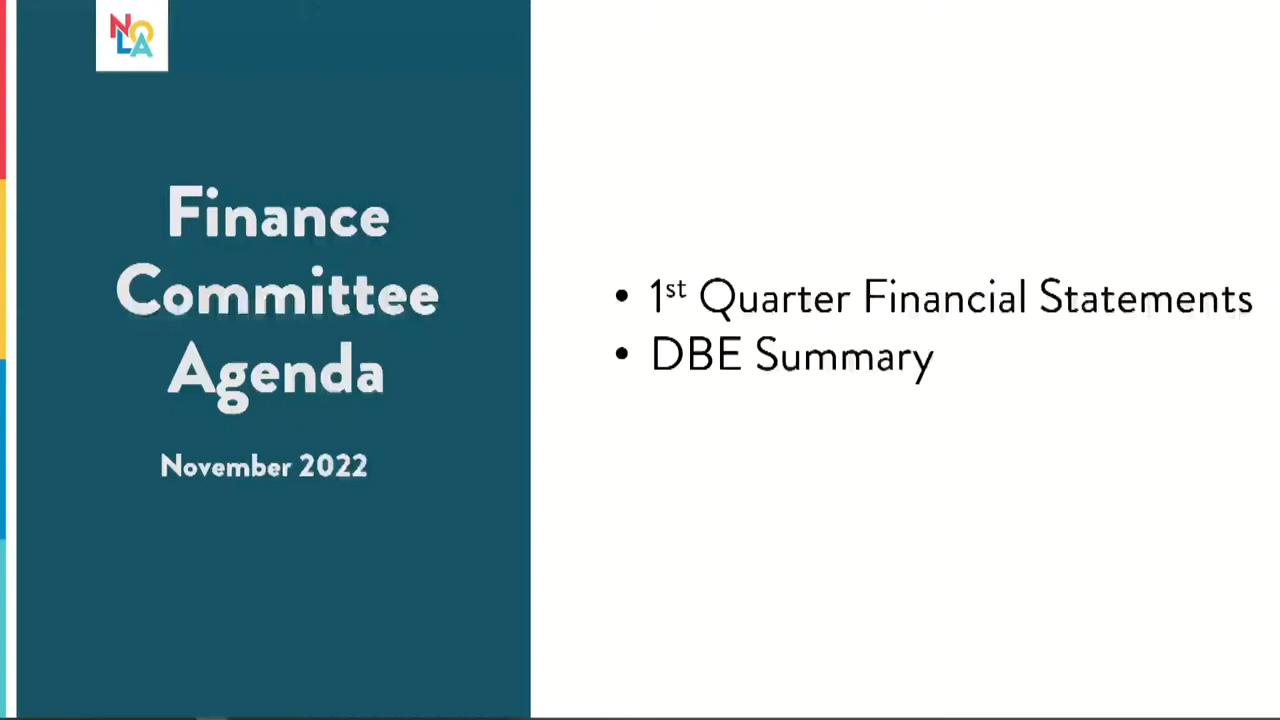 NOLA
Finance
Committee
Agenda
November 2022
• 1st Quarter Financial Statements
• DBE Summary